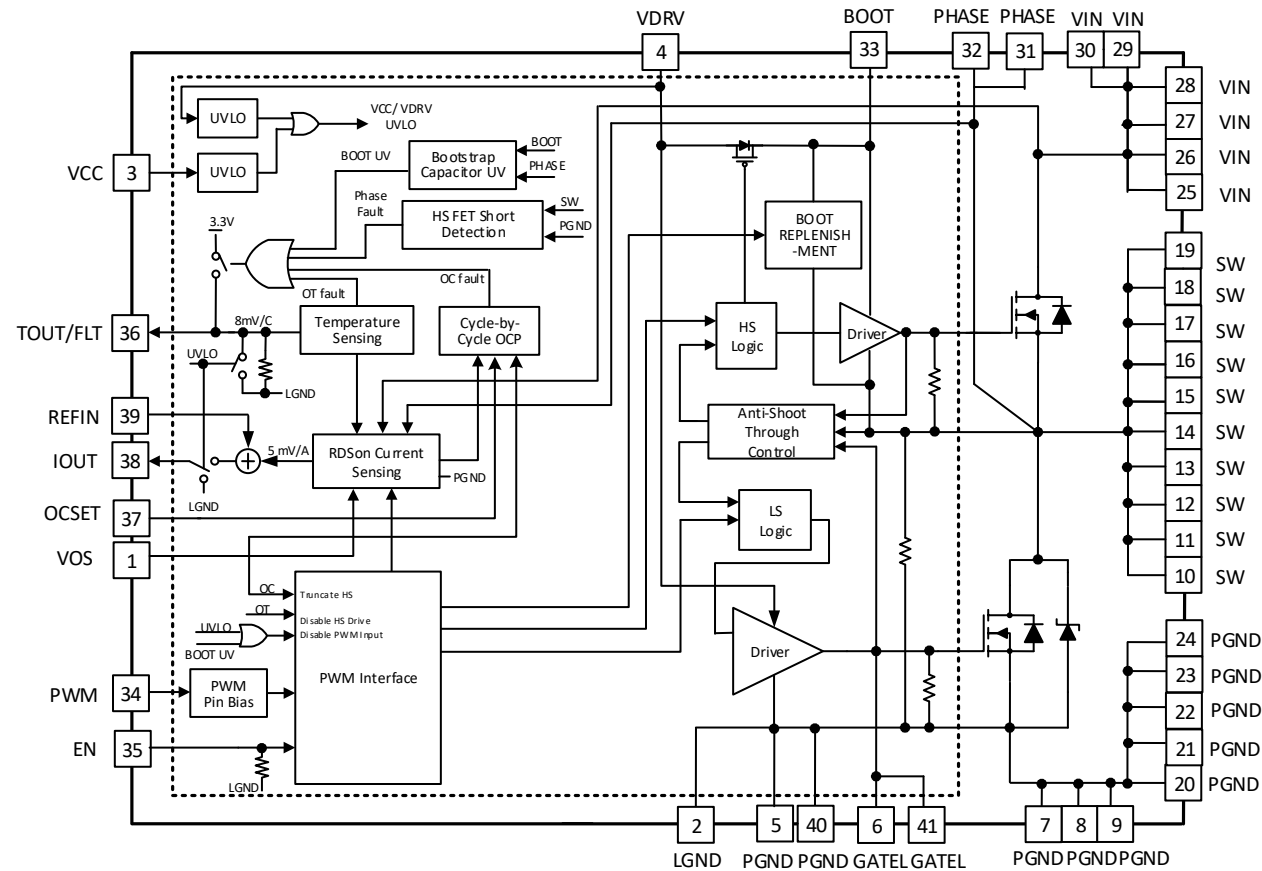 VDRV
BOOT
PHASE
PHASE
VIN
VIN
4
33
32
31
30
29
28
VIN
27
VIN
26
VIN
25
VIN
UVLO
VCC/ VDRV
UVLO
VCC
3
UVLO
BOOT UV
Bootstrap
Capacitor UV
BOOT
PHASE
Phase
Fault
HS FET Short
Detection
SW
PGND
3.3V
BOOT
REPLENISH
-MENT
19
SW
18
SW
17
SW
16
SW
15
SW
14
SW
13
SW
12
SW
11
SW
10
SW
OC fault
OT fault
TOUT/FLT
36
8mV/C
Temperature
Sensing
Cycle-by-
Cycle OCP
HS
Logic
Driver
UVLO
LGND
REFIN
39
IOUT
38
5 mV/A
RDSon Current
Sensing
PGND
Anti-Shoot
Through
Control
LGND
OCSET
37
VOS
1
LS
Logic
OC
Truncate HS
OT
Disable HS Drive
UVLO
Disable PWM Input
BOOT UV
PWM Interface
Driver
PWM
34
PWM
Pin Bias
EN
35
LGND
24
PGND
23
PGND
22
PGND
21
PGND
20
PGND
2
5
40
6
41
7
8
9
LGND
PGND
PGND
GATEL
GATEL
PGND
PGND
PGND